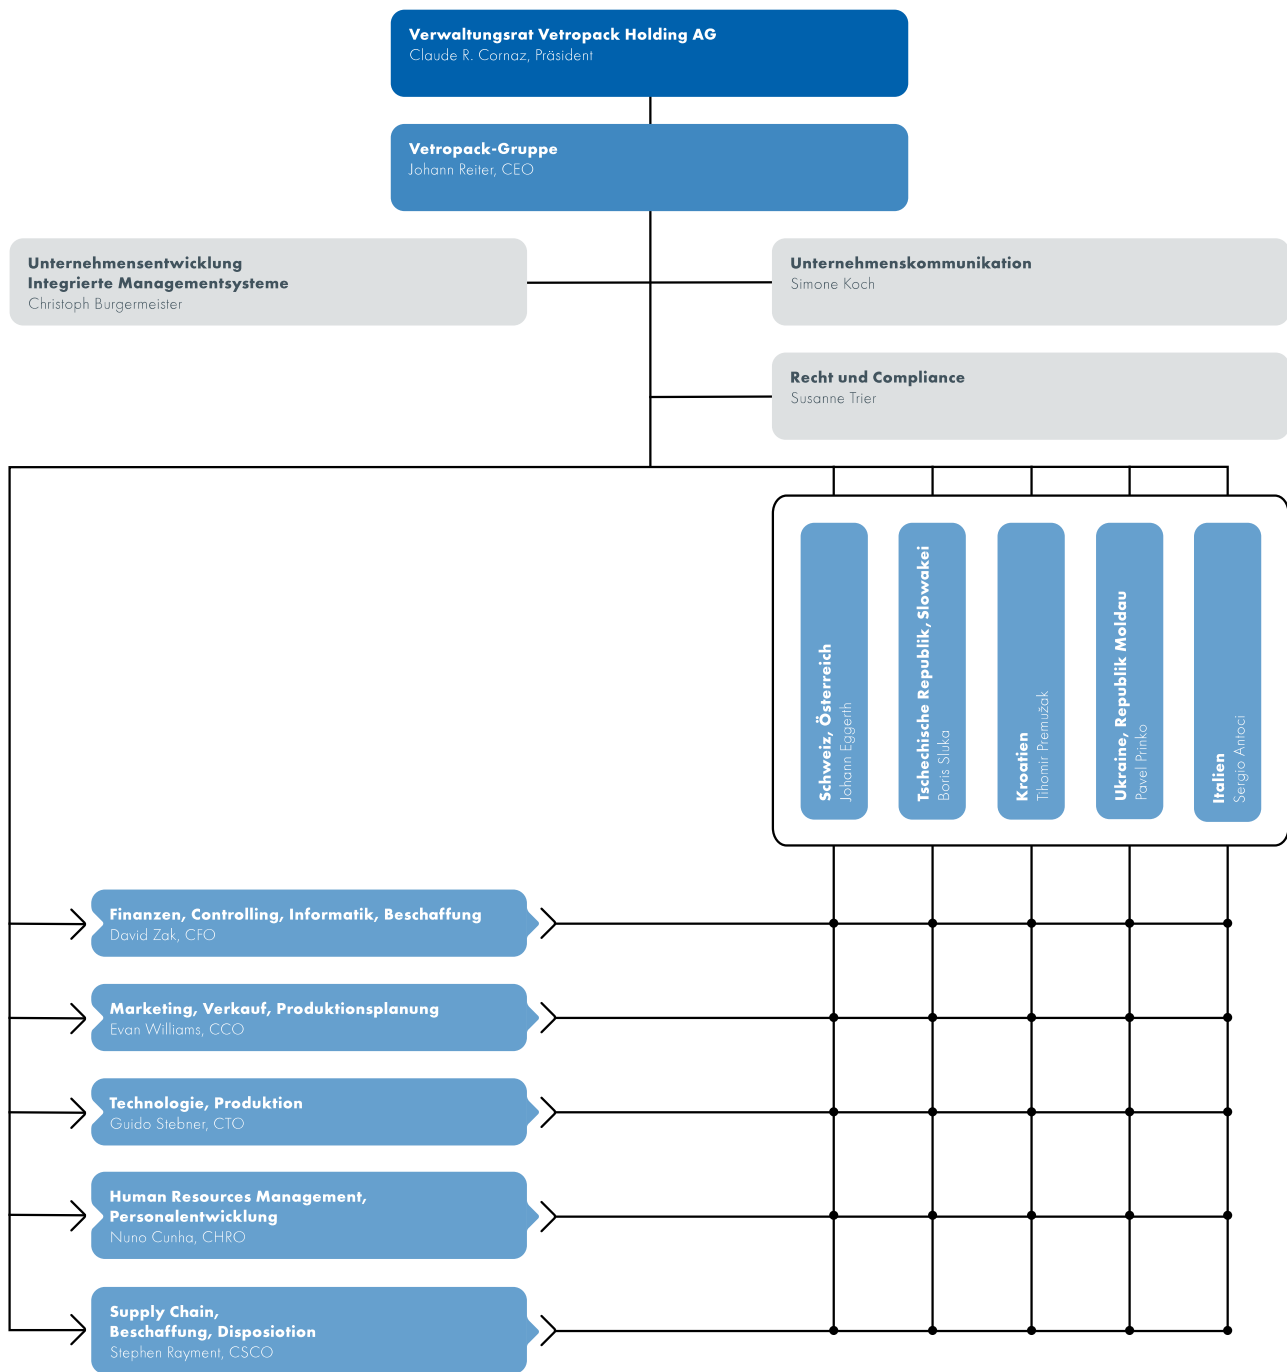 Verwaltungsrat Vetropack Holding AG
Claude R. Cornaz, Präsident
Vetropack-Gruppe
Johann Reiter, CEO
Unternehmensentwicklung
Integrierte Managementsysteme
Christoph Burgermeister
Unternehmenskommunikation
Simone Koch
Recht und Compliance
Susanne Trier
Schweiz, Österreich
Johann Eggerth
Tschechische Republik, Slowakei
Boris Sluka
Kroatien
Tihomir Premužak
Ukraine, Republik Moldau
Pavel Prinko
Italien
Sergio Antoci
Finanzen, Controlling, Informatik, Beschaffung
David Zak, CFO
Marketing, Verkauf, Produktionsplanung
Evan Williams, CCO
Technologie, Produktion
Guido Stebner, CTO
Human Resources Management,
Personalentwicklung
Nuno Cunha, CHRO
Supply Chain,
Beschaffung, Disposiotion
Stephen Rayment, CSCO